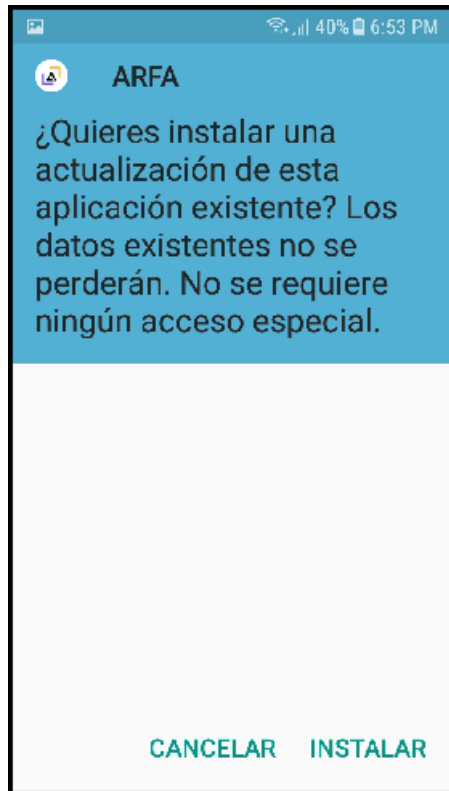 40% 6:53 PM
ARFA
¿Quieres instalar una
actualización de esta
aplicación existente? Los
datos existentes no se
perderán. No se requiere
ningún acceso especial.
CANCELAR INSTALAR